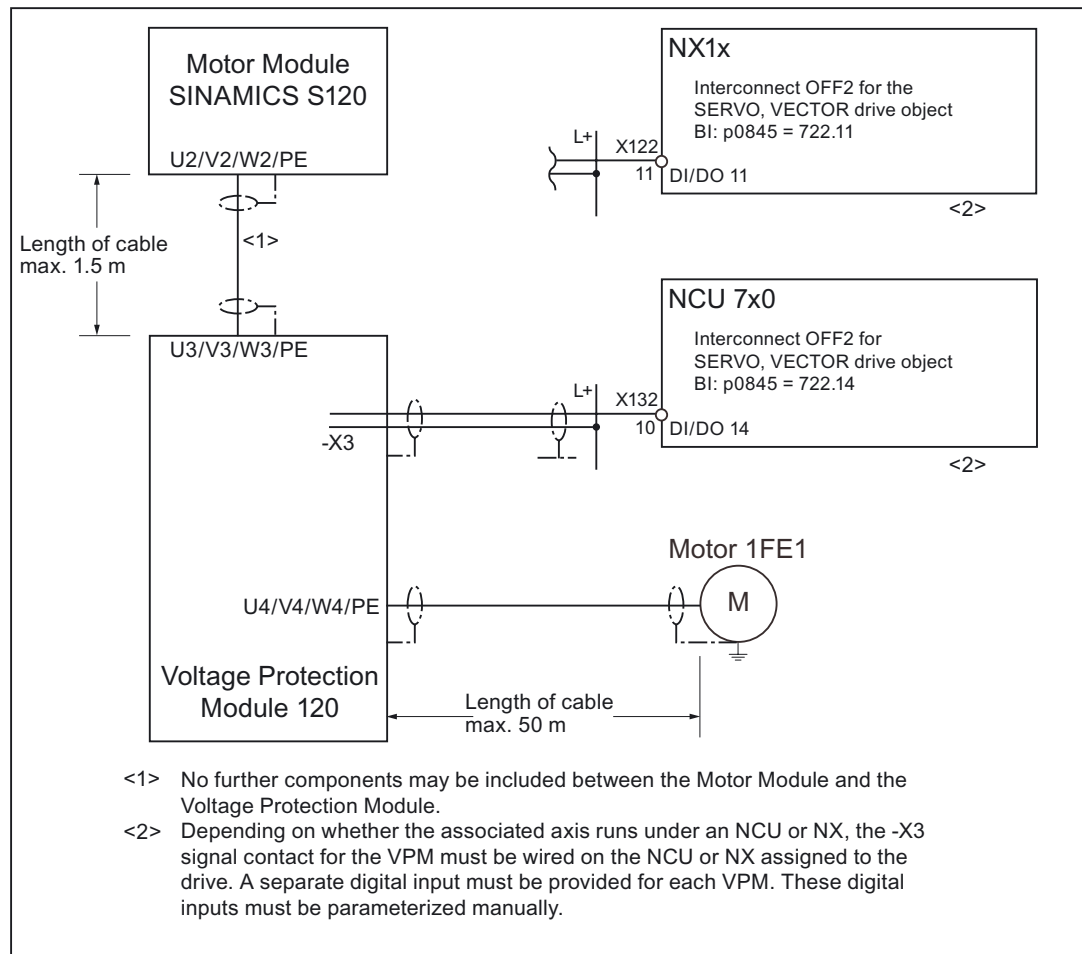 Motor Module
SINAMICS S120
U2/V2/W2/PE
Length of cable
max. 1.5 m
<1>
U3/V3/W3/PE
-X3
U4/V4/W4/PE
Voltage Protection
Module 120
NX1x
Interconnect OFF2 for the
SERVO, VECTOR drive object
BI: p0845 = 722.11
L+
X122
11
DI/DO 11
<2>
NCU 7x0
Interconnect OFF2 for
SERVO, VECTOR drive object
BI: p0845 = 722.14
L+
X132
10
DI/DO 14
<2>
Motor 1FE1
M
Length of cable
max. 50 m
<1> No further components may be included between the Motor Module and the
Voltage Protection Module.
<2> Depending on whether the associated axis runs under an NCU or NX, the -X3
signal contact for the VPM must be wired on the NCU or NX assigned to the
drive. A separate digital input must be provided for each VPM. These digital
inputs must be parameterized manually.